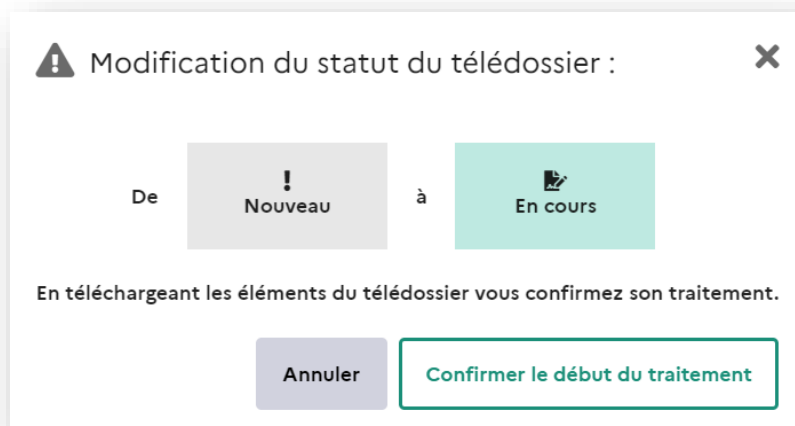 Modification du statut du télédossier :
De
Nouveau
à
En cours
En téléchargeant les éléments du télédossier vous confirmez son traitement.
Annuler
Confirmer le début du traitement